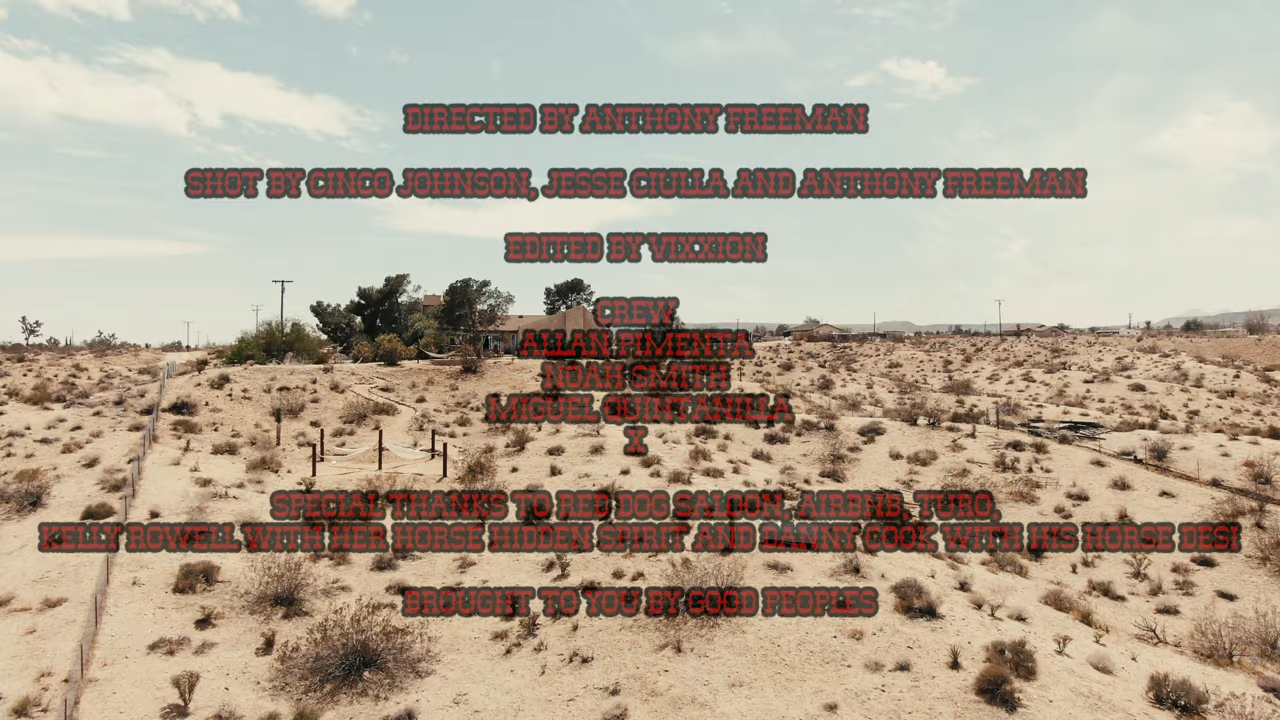 DIRECTED BY ANTHONY FREEMAN
SHOT BY CINCO JOHNSON, JESSE CIULLA AND ANTHONY FREEMAN
EDITED BY VIXXION
CREW
ALLAN PIMENTA
NOAH SMITH
MIGUEL QUINTANILLA
X
SPECIAL THANKS TO RED DOG SALOON, AIRBNB, TURO,
KELLY ROWELL WITH HER HORSE HIDDEN SPIRIT AND DANNY COOK WITH HIS HORSE DESI
BROUGHT TO YOU BY GOOD PEOPLES